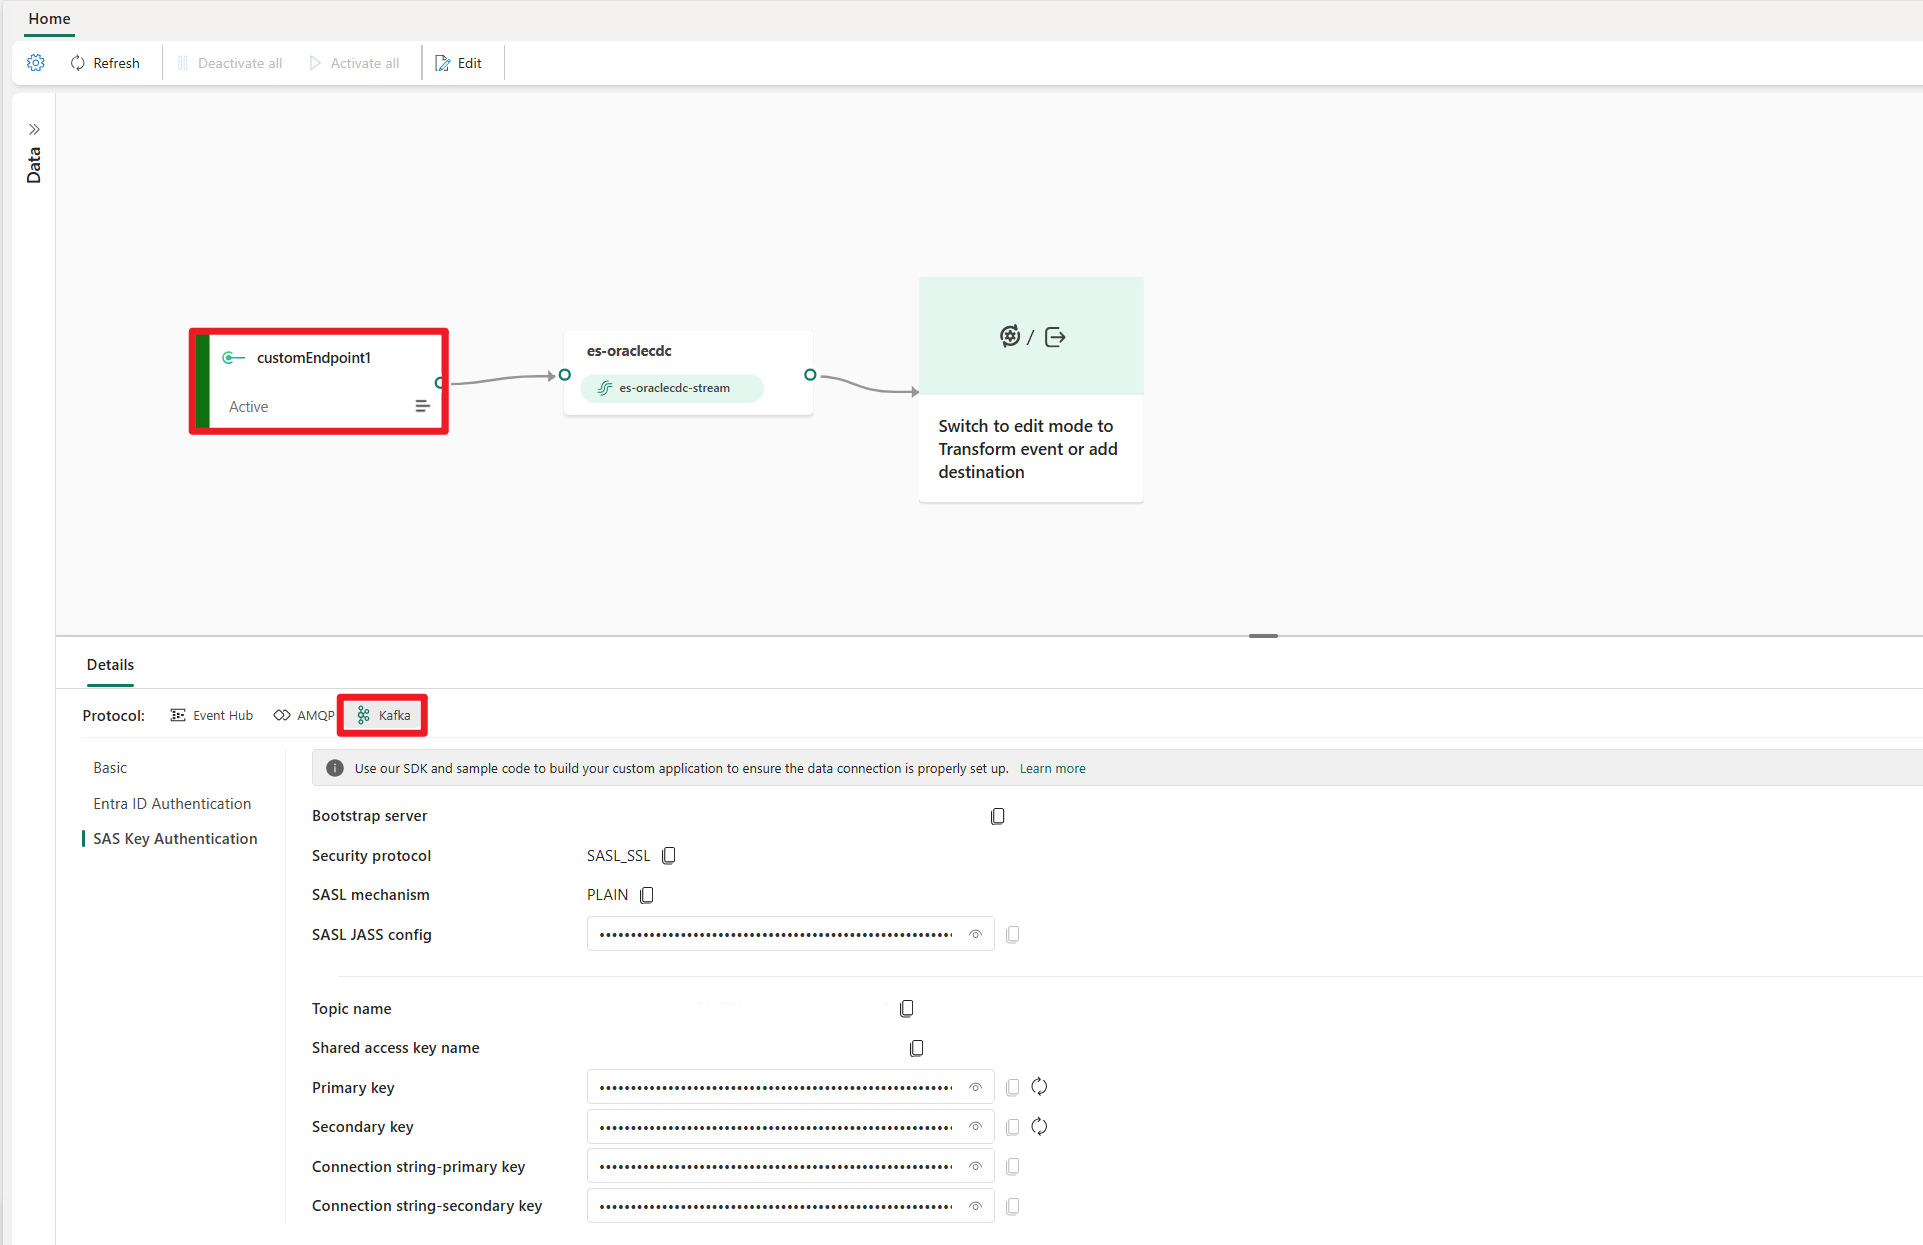 Home
Refresh
Deactivate all
Activate all
Edit
Data
customEndpoint1
Active
es-oraclecdc
es-oraclecdc-stream
/
Switch to edit mode to
Transform event or add
destination
Details
Protocol:
Event Hub
AMQP
Kafka
Basic
Entra ID Authentication
SAS Key Authentication
Use our SDK and sample code to build your custom application to ensure the data connection is properly set up. Learn more
Bootstrap server
Security protocol
SASL_SSL
SASL mechanism
PLAIN
SASL JASS config
Topic name
Shared access key name
Primary key
Secondary key
Connection string-primary key
Connection string-secondary key